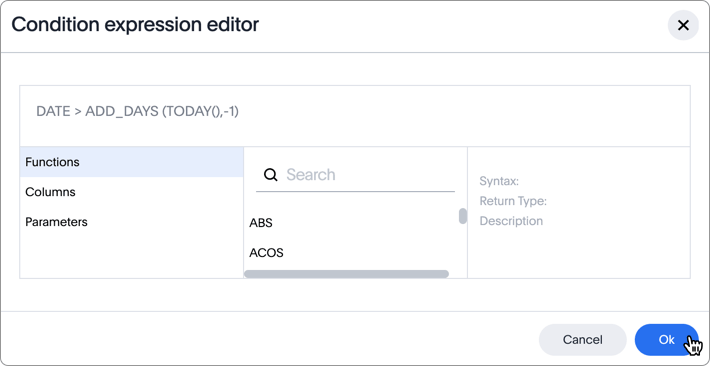 Condition expression editor
DATE > ADD_DAYS (TODAY(),-1)
Functions
Columns
Parameters
Search
ABS
ACOS
Syntax:
Return Type:
Description
Cancel
Ok